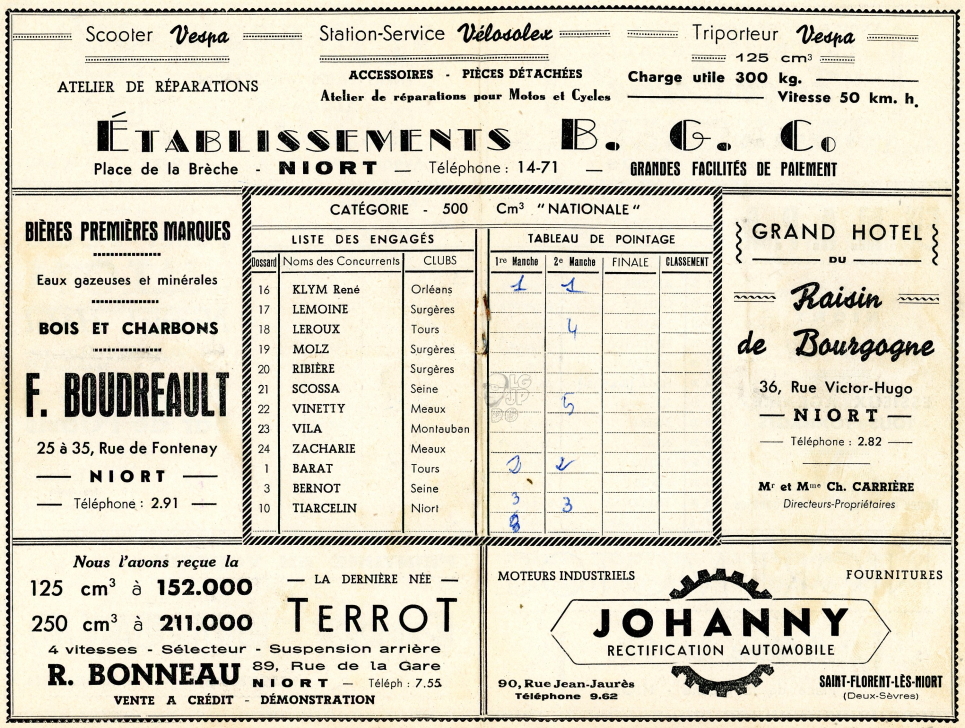 Scooter Vespa
ATELIER DE RÉPARATIONS
Station-Service Vélosolex
ACCESSOIRES - PIÈCES DÉTACHÉES
Atelier de réparations pour Motos et Cycles
Triporteur Vespa
125 cm³
Charge utile 300 kg.
Vitesse 50 km. h.
ÉTABLISSEMENTS B. G. Co
Place de la Brèche - NIORT — Téléphone : 14-71 — GRANDES FACILITÉS DE PAIEMENT
BIÈRES PREMIÈRES MARQUES
Eaux gazeuses et minérales
BOIS ET CHARBONS
F. BOUDREAULT
25 à 35, Rue de Fontenay
— NIORT —
— Téléphone : 2.91 —
CATÉGORIE - 500 Cm³ "NATIONALE"
LISTE DES ENGAGÉS
TABLEAU DE POINTAGE
Dossard Noms des Concurrents CLUBS 1re Manche 2e Manche FINALE CLASSEMENT
16 KLYM René Orléans 1 1
17 LEMOINE Surgères
18 LEROUX Tours 4
19 MOLZ Surgères
20 RIBIÈRE Surgères
21 SCOSSA Seine
22 VINETTY Meaux 5
23 VILA Montauban
24 ZACHARIE Meaux
1 BARAT Tours 2 2
3 BERNOT Seine 3
10 TIARCELIN Niort 3
GRAND HOTEL
DU
Raisin
de Bourgogne
36, Rue Victor-Hugo
— NIORT —
— Téléphone : 2.82 —
Mr et Mme Ch. CARRIÈRE
Directeurs-Propriétaires
Nous l'avons reçue la
125 cm³ à 152.000
250 cm³ à 211.000
— LA DERNIÈRE NÉE —
TERROT
4 vitesses - Sélecteur - Suspension arrière
R. BONNEAU 89, Rue de la Gare
NIORT — Téléph : 7.55
VENTE A CRÉDIT - DÉMONSTRATION
MOTEURS INDUSTRIELS
FOURNITURES
JOHANNY
RECTIFICATION AUTOMOBILE
90, Rue Jean-Jaurès
Téléphone 9.62
SAINT-FLORENT-LÈS-NIORT
(Deux-Sèvres)